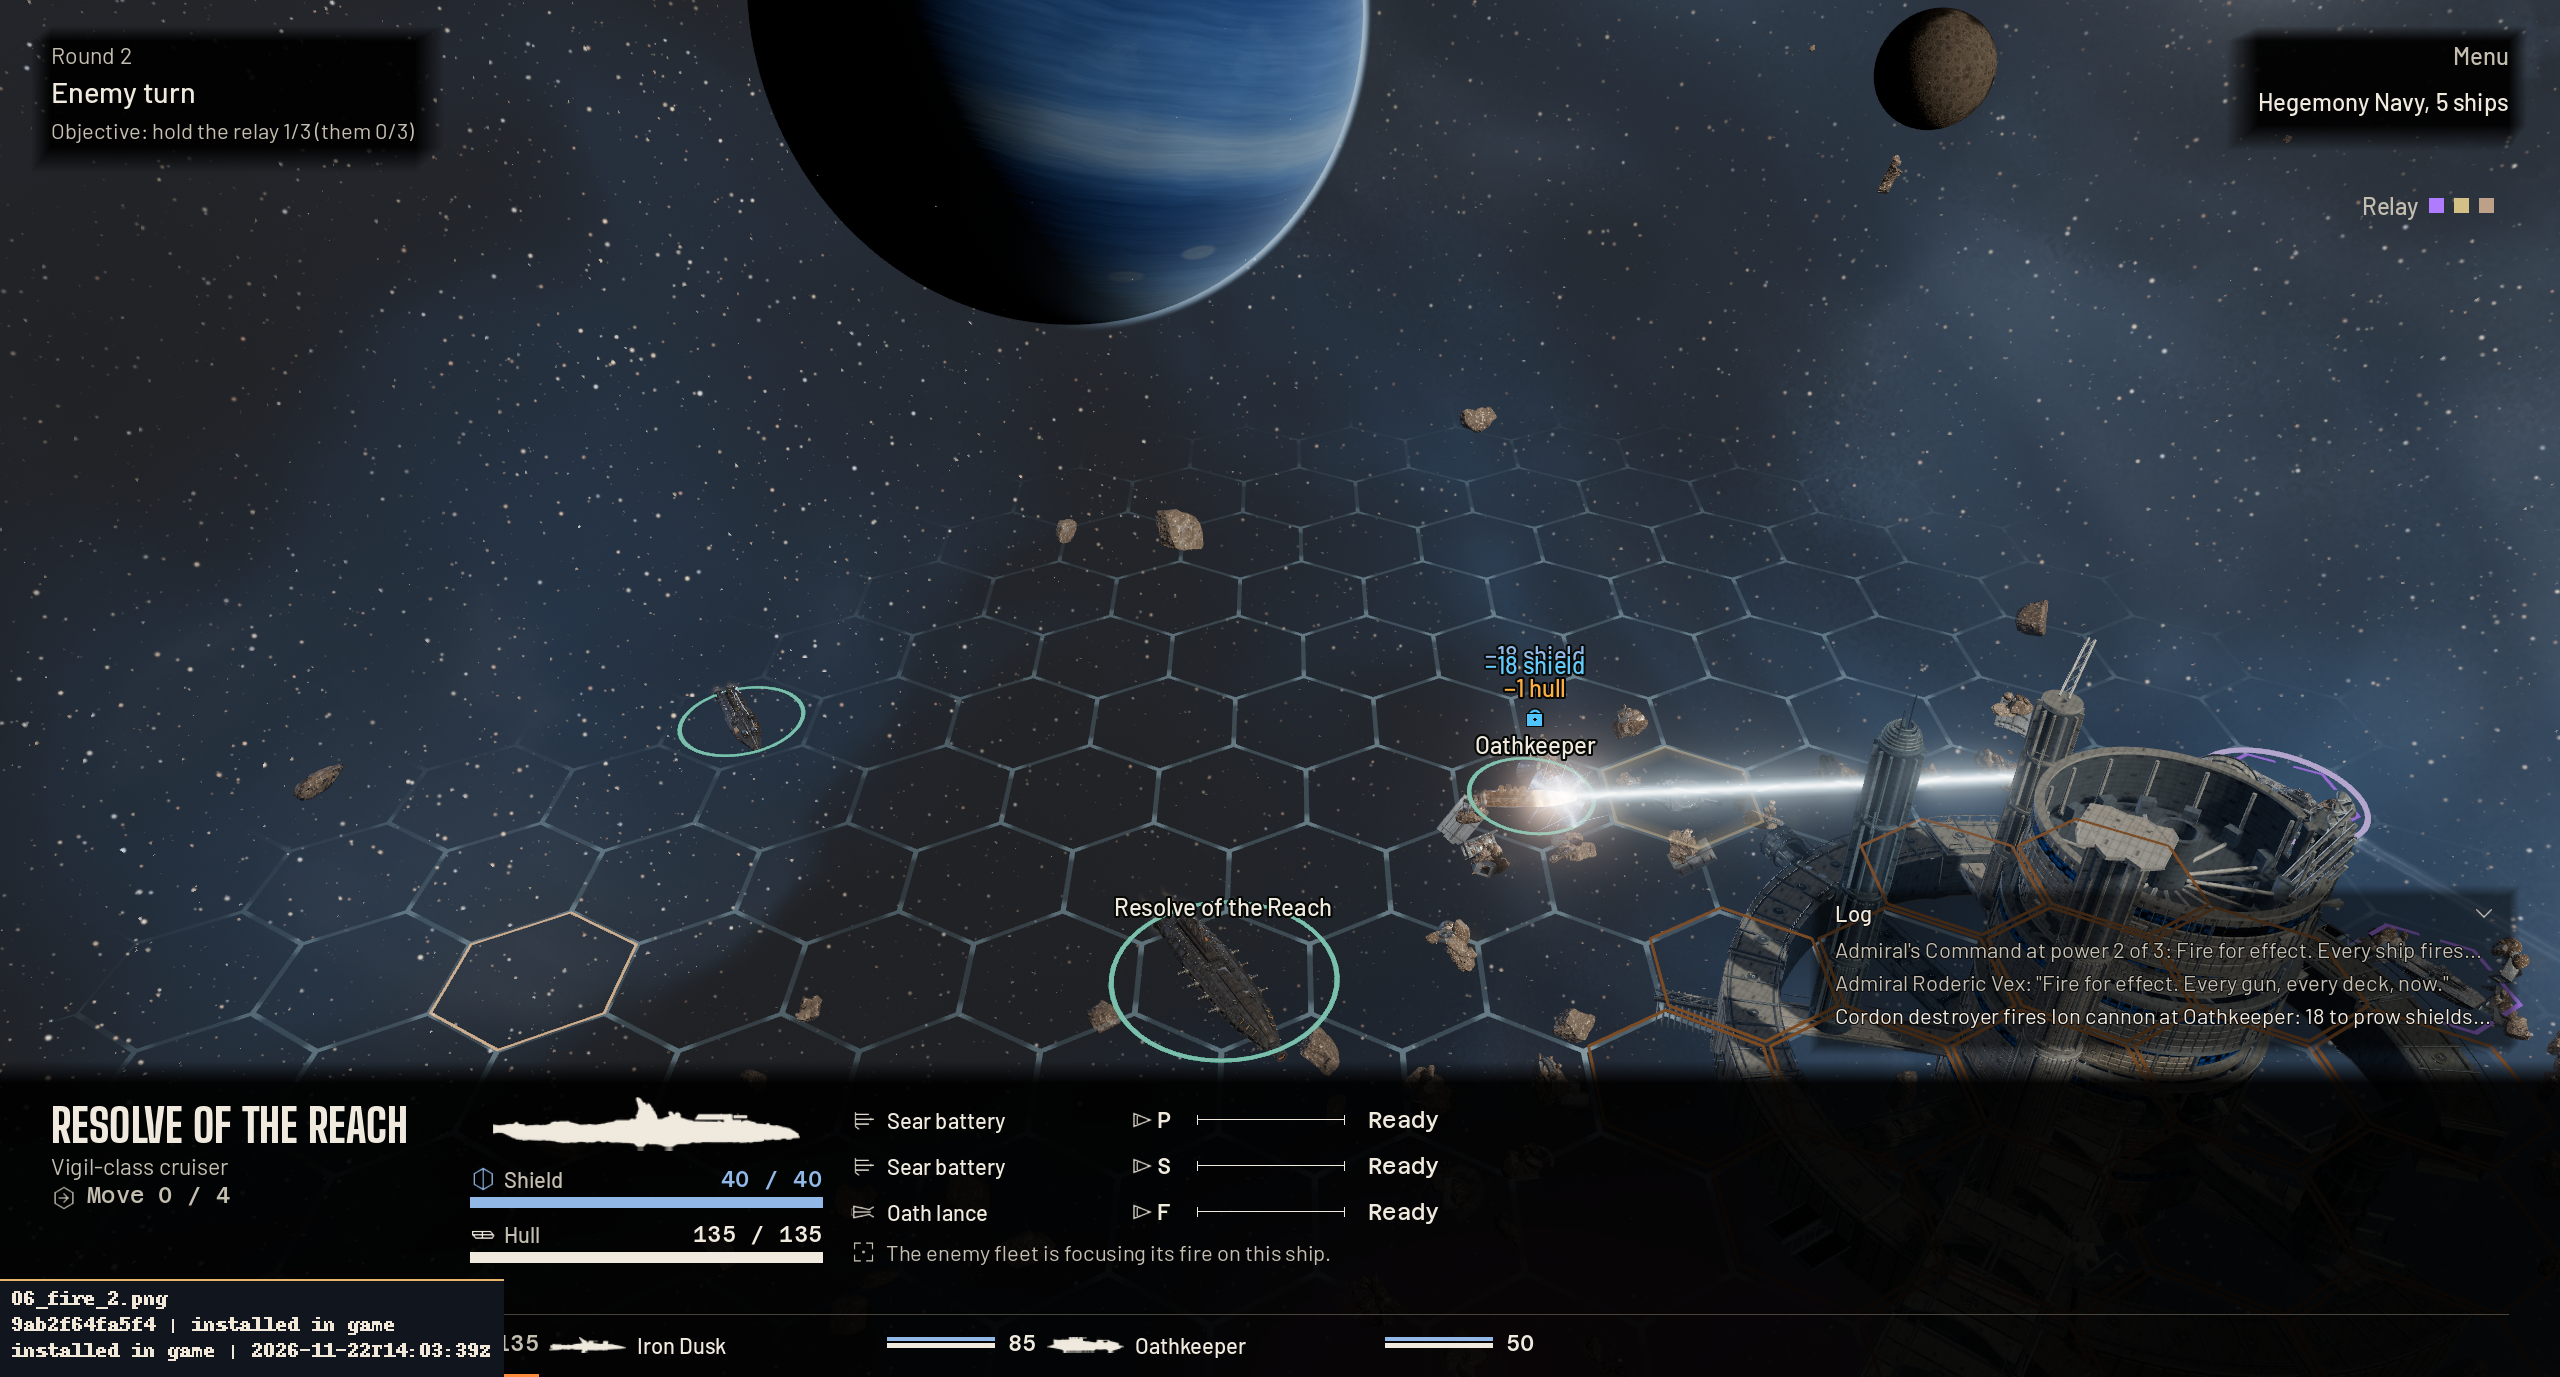 Round 2
Enemy turn
Objective: hold the relay 1/3 (them 0/3)
Menu
Hegemony Navy, 5 ships
Relay
-18 shield
-18 shield
-1 hull
Oathkeeper
Resolve of the Reach
Log
Admiral's Command at power 2 of 3: Fire for effect. Every ship fires...
Admiral Roderic Vex: "Fire for effect. Every gun, every deck, now."
Cordon destroyer fires Ion cannon at Oathkeeper: 18 to prow shields...
RESOLVE OF THE REACH
Vigil-class cruiser
Move 0 / 4
Shield 40 / 40
Hull 135 / 135
Sear battery P Ready
Sear battery S Ready
Oath lance F Ready
The enemy fleet is focusing its fire on this ship.
06_fire_2.png
9ab2f64fa5f4 | installed in game
installed in game | 2026-11-22T14:03:39Z
135 Iron Dusk 85 Oathkeeper 50